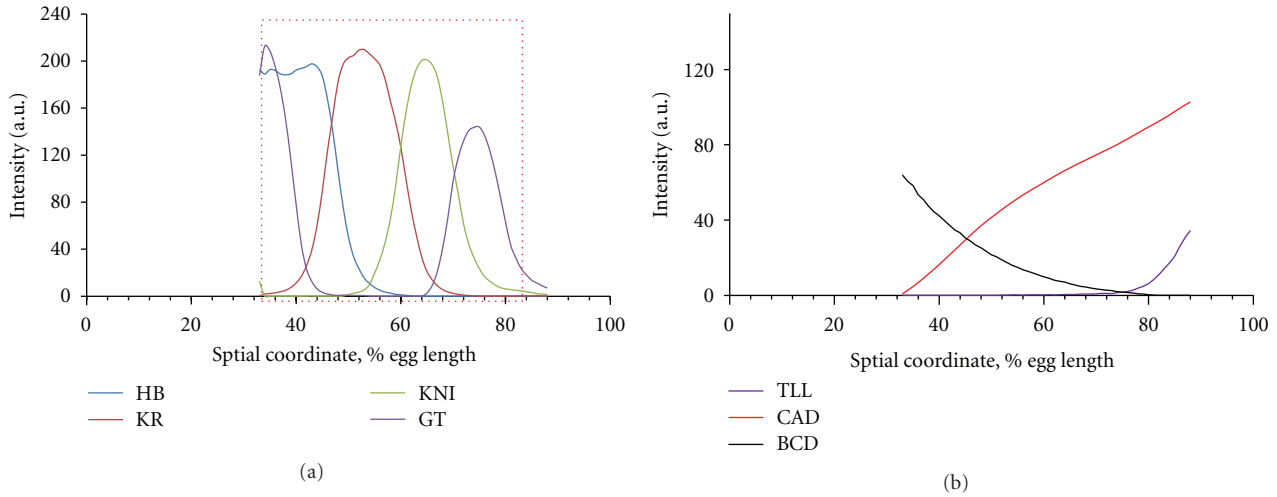 240
200
160
120
80
40
0
Intensity (a.u.)
0 20 40 60 80 100
Sptial coordinate, % egg length
HB KNI
KR GT
(a)
120
80
40
0
Intensity (a.u.)
0 20 40 60 80 100
Sptial coordinate, % egg length
TLL
CAD
BCD
(b)